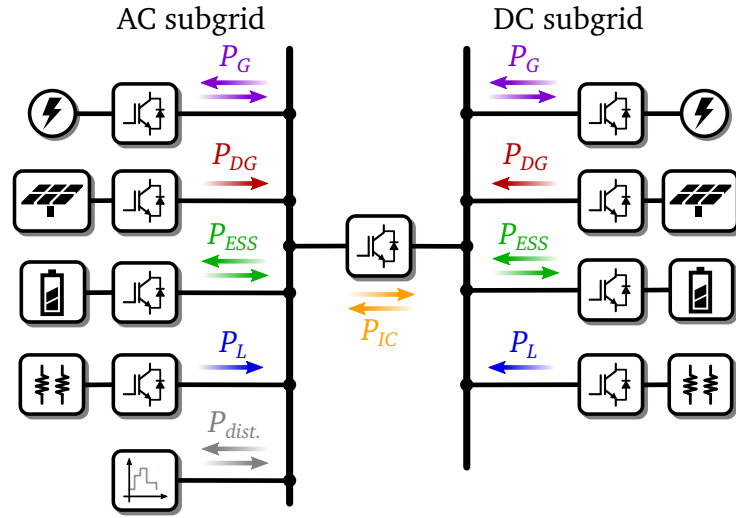 AC subgrid
DC subgrid
P_G
P_G
P_DG
P_DG
P_ESS
P_ESS
P_IC
P_L
P_L
P_dist.